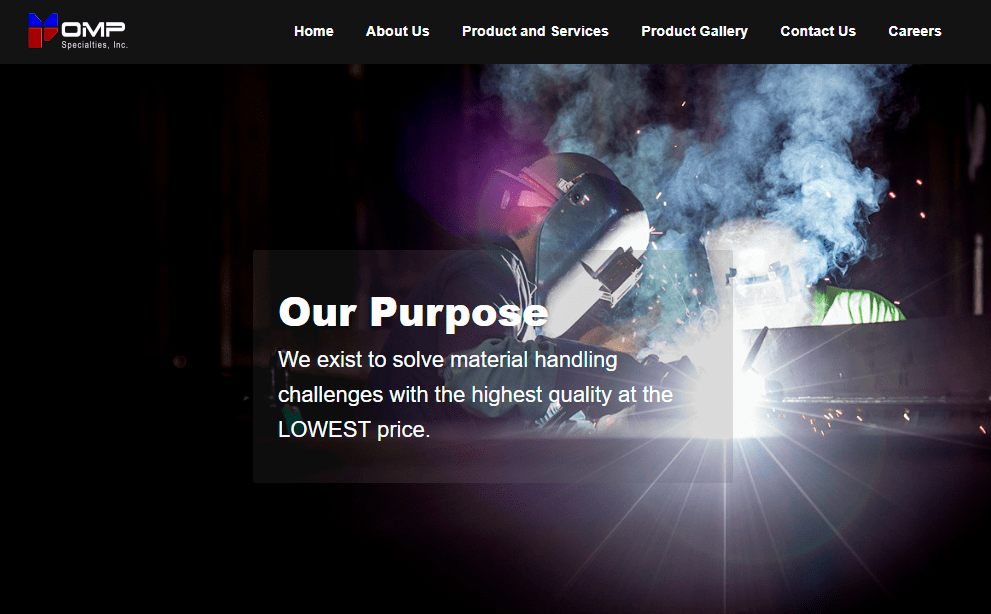 OMP
Specialties, Inc.
Home About Us Product and Services Product Gallery Contact Us Careers
Our Purpose
We exist to solve material handling
challenges with the highest quality at the
LOWEST price.